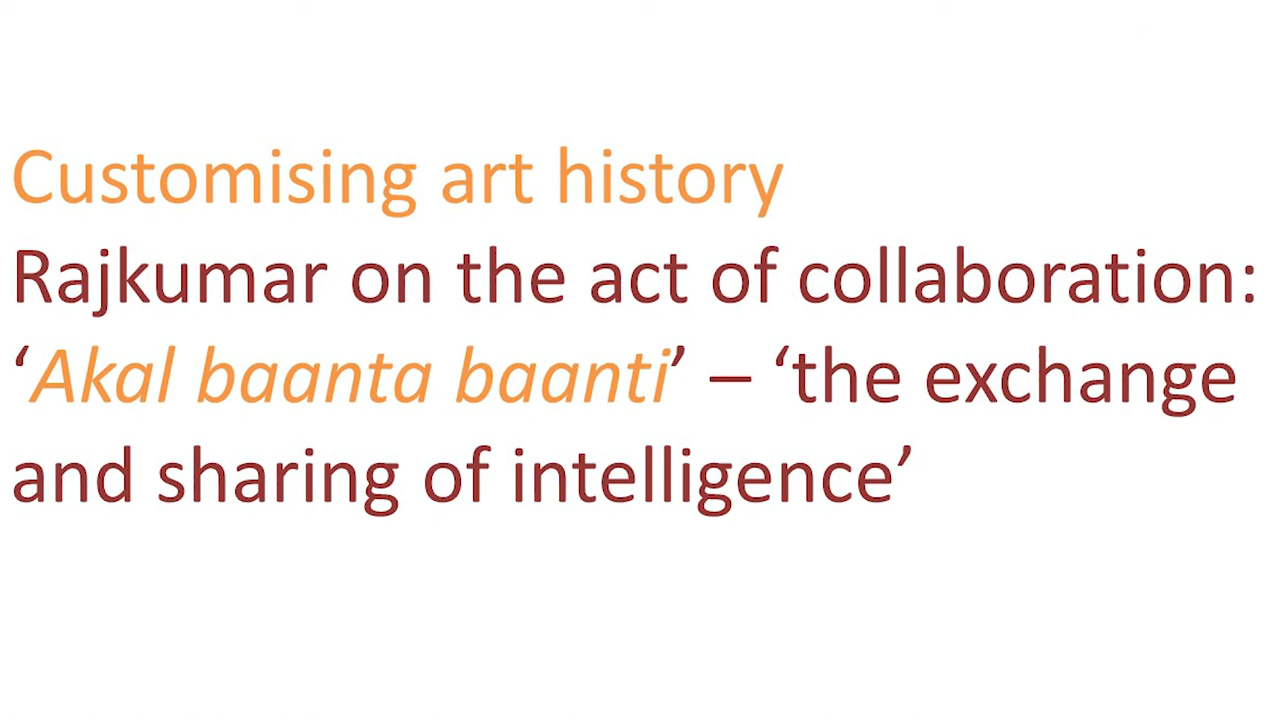 Customising art history
Rajkumar on the act of collaboration:
‘Akal baanta baanti’ – ‘the exchange
and sharing of intelligence’